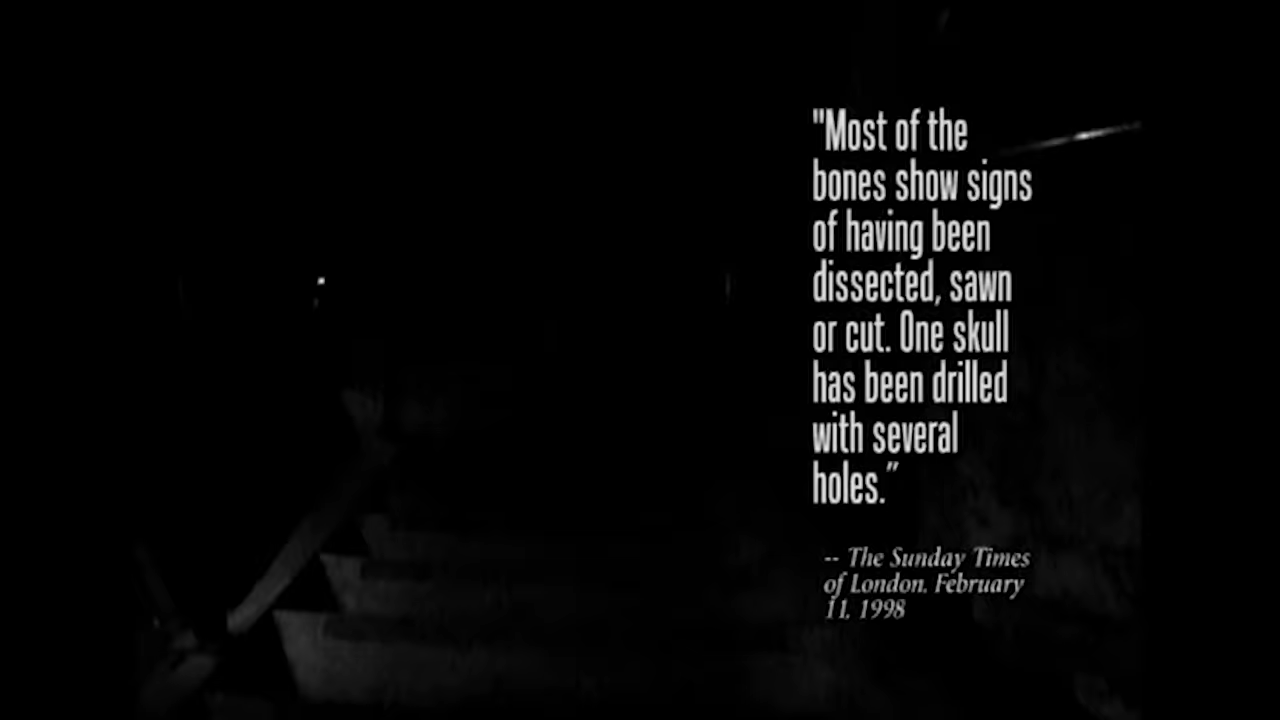 "Most of the
bones show signs
of having been
dissected, sawn
or cut. One skull
has been drilled
with several
holes.”
-- The Sunday Times
of London, February
11, 1998